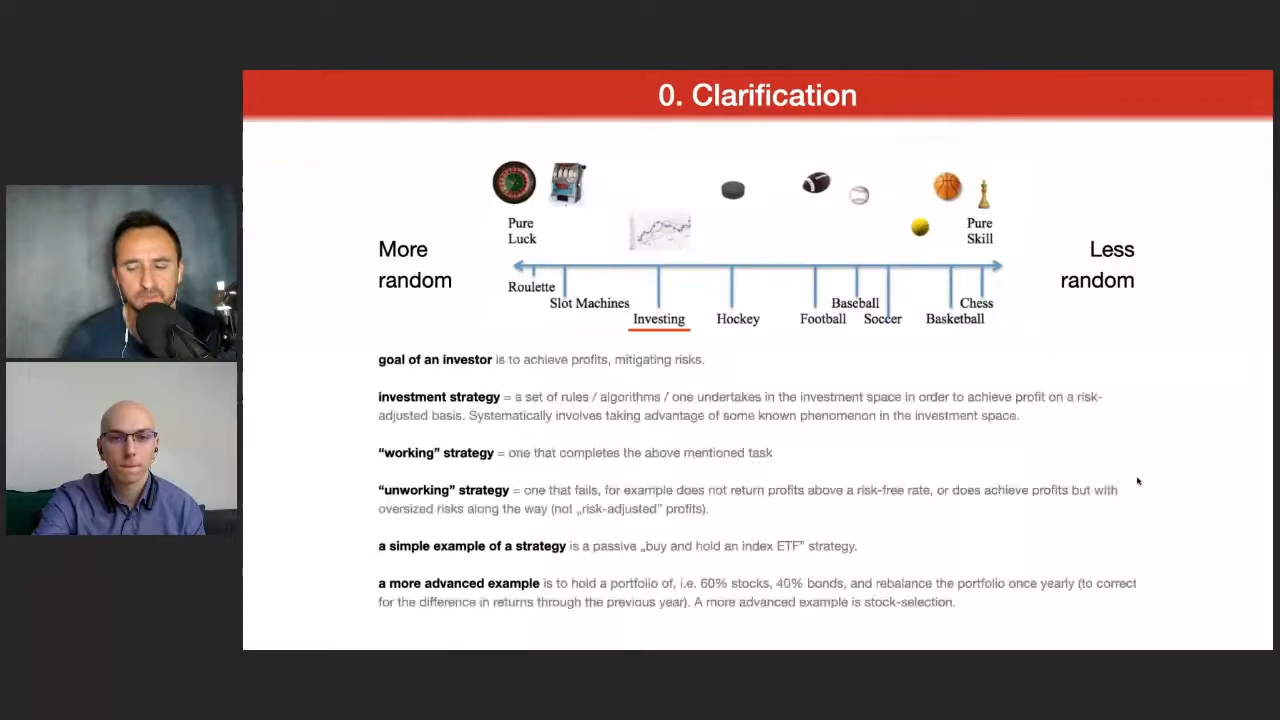 0. Clarification
Pure
Luck
Pure
Skill
More
random
Less
random
Roulette
Slot Machines
Investing
Hockey
Football
Baseball
Soccer
Basketball
Chess
goal of an investor is to achieve profits, mitigating risks.
investment strategy = a set of rules / algorithms / one undertakes in the investment space in order to achieve profit on a risk-
adjusted basis. Systematically involves taking advantage of some known phenomenon in the investment space.
“working” strategy = one that completes the above mentioned task
“unworking” strategy = one that fails, for example does not return profits above a risk-free rate, or does achieve profits but with
oversized risks along the way (not „risk-adjusted” profits).
a simple example of a strategy is a passive „buy and hold an index ETF” strategy.
a more advanced example is to hold a portfolio of, i.e. 60% stocks, 40% bonds, and rebalance the portfolio once yearly (to correct
for the difference in returns through the previous year). A more advanced example is stock-selection.